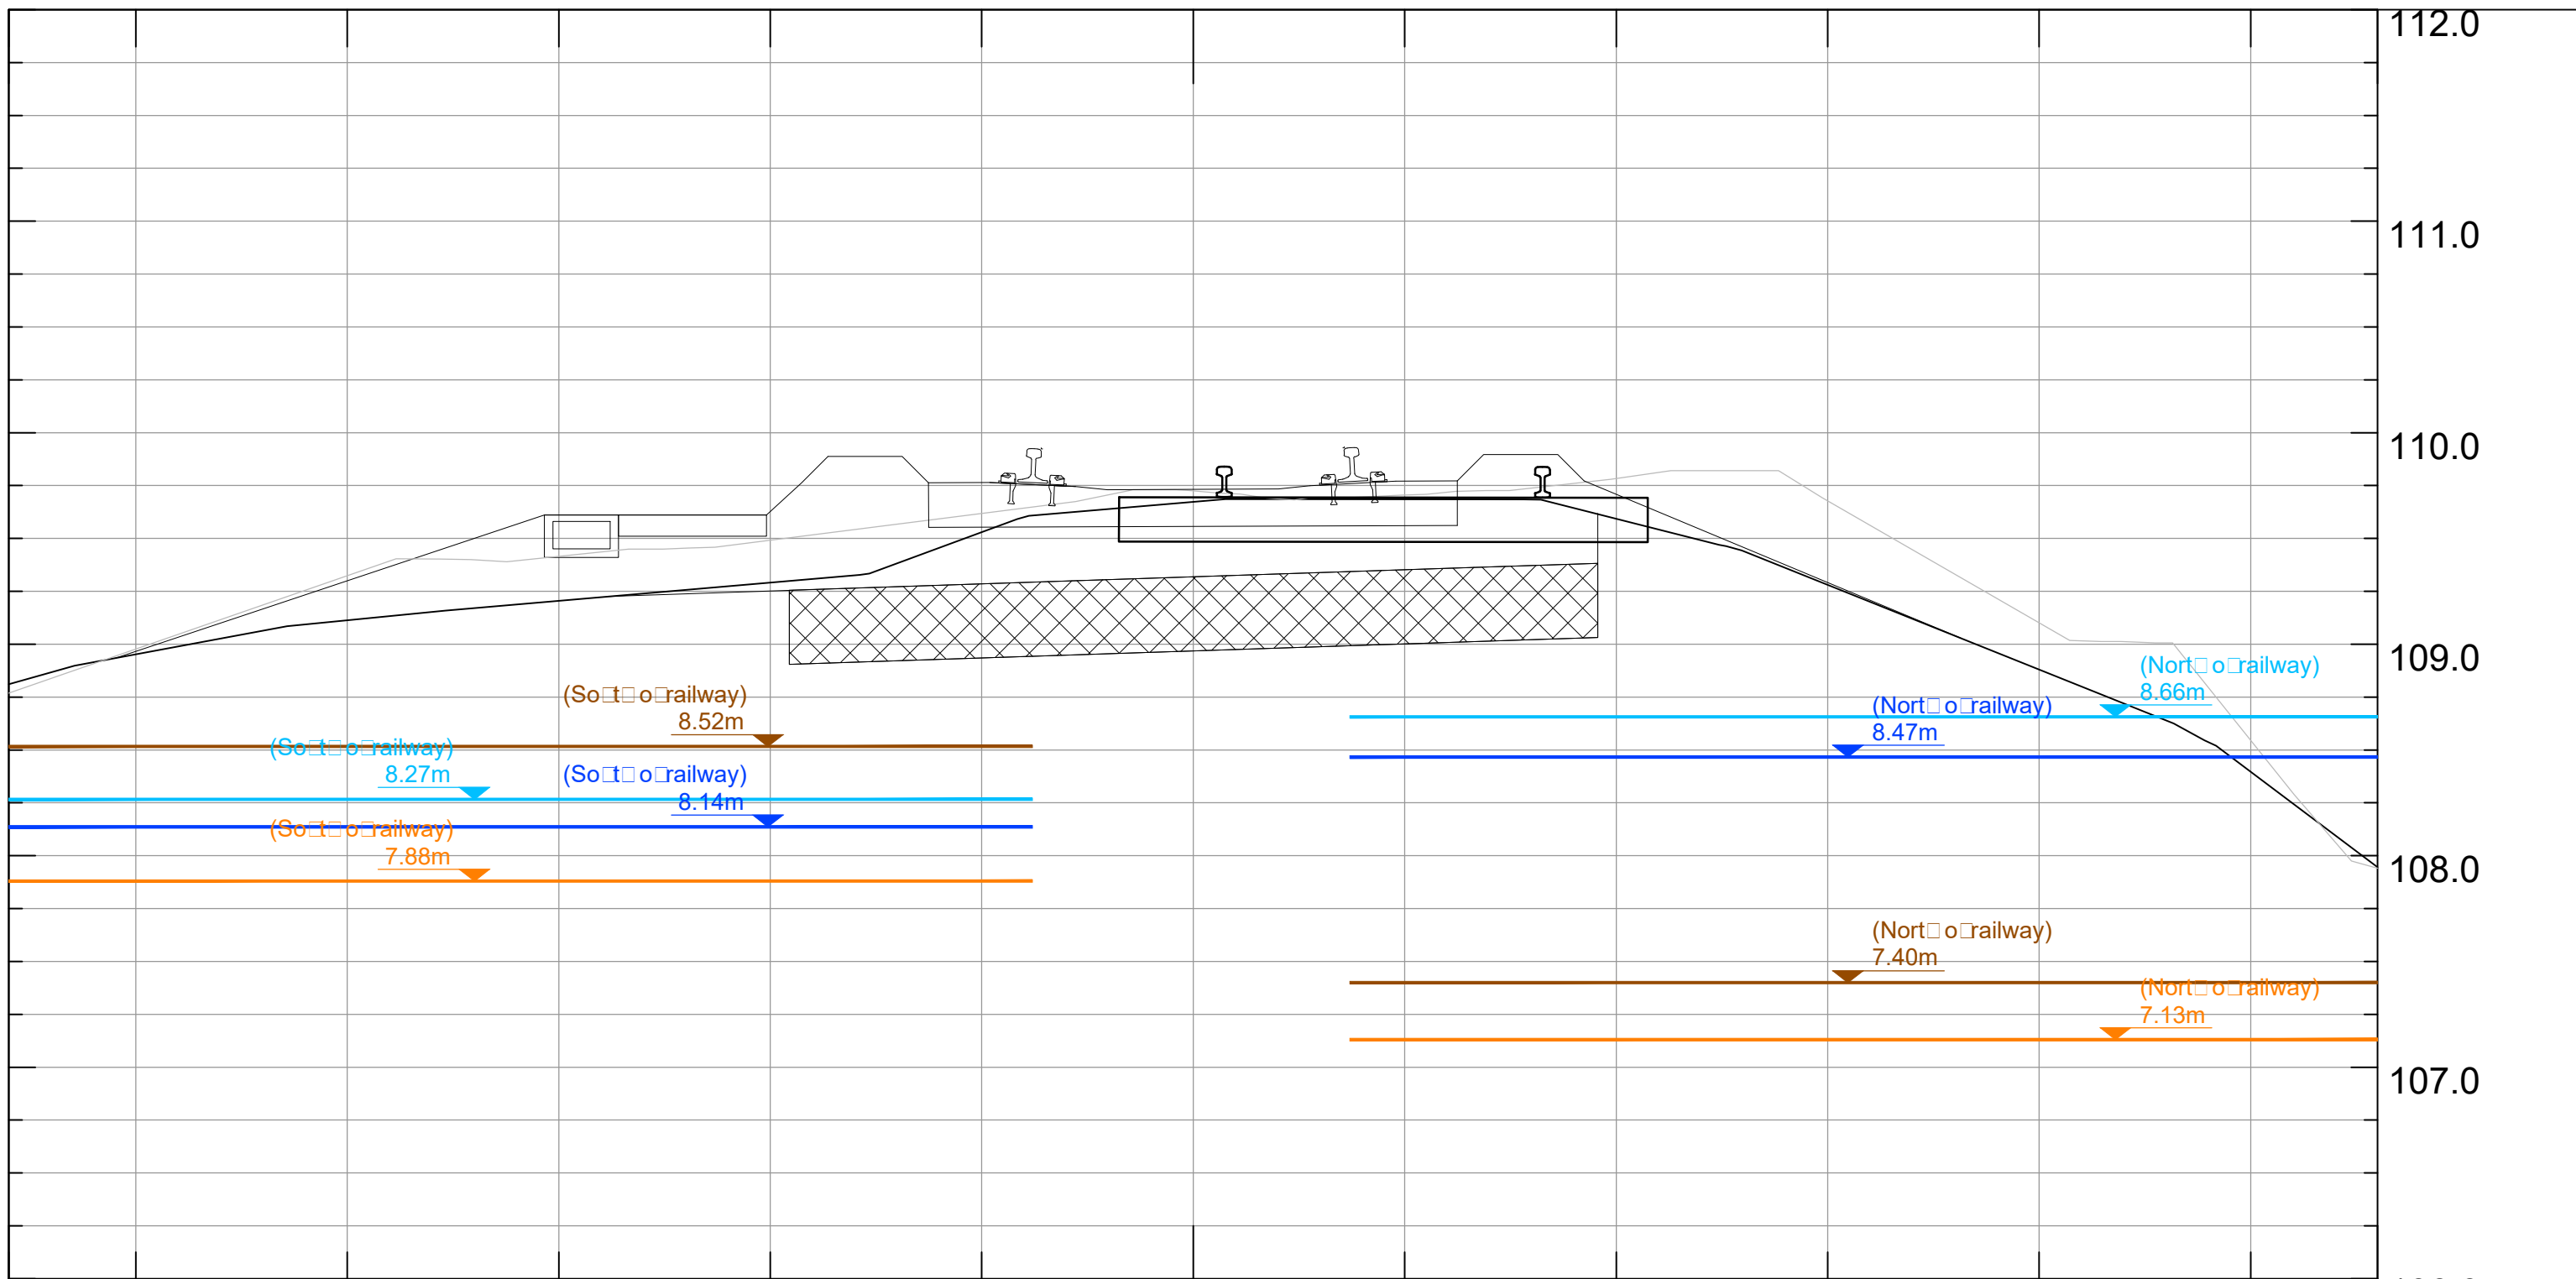 112.0
111.0
110.0
109.0
(Nort□ o□railway)
8.66m
(So□t□ o□railway)
8.52m
(Nort□ o□railway)
8.47m
(So□t□ o□railway)
8.27m
(So□t□ o□railway)
8.14m
(So□t□ o□railway)
7.88m
108.0
(Nort□ o□railway)
7.40m
(Nort□ o□railway)
7.13m
107.0